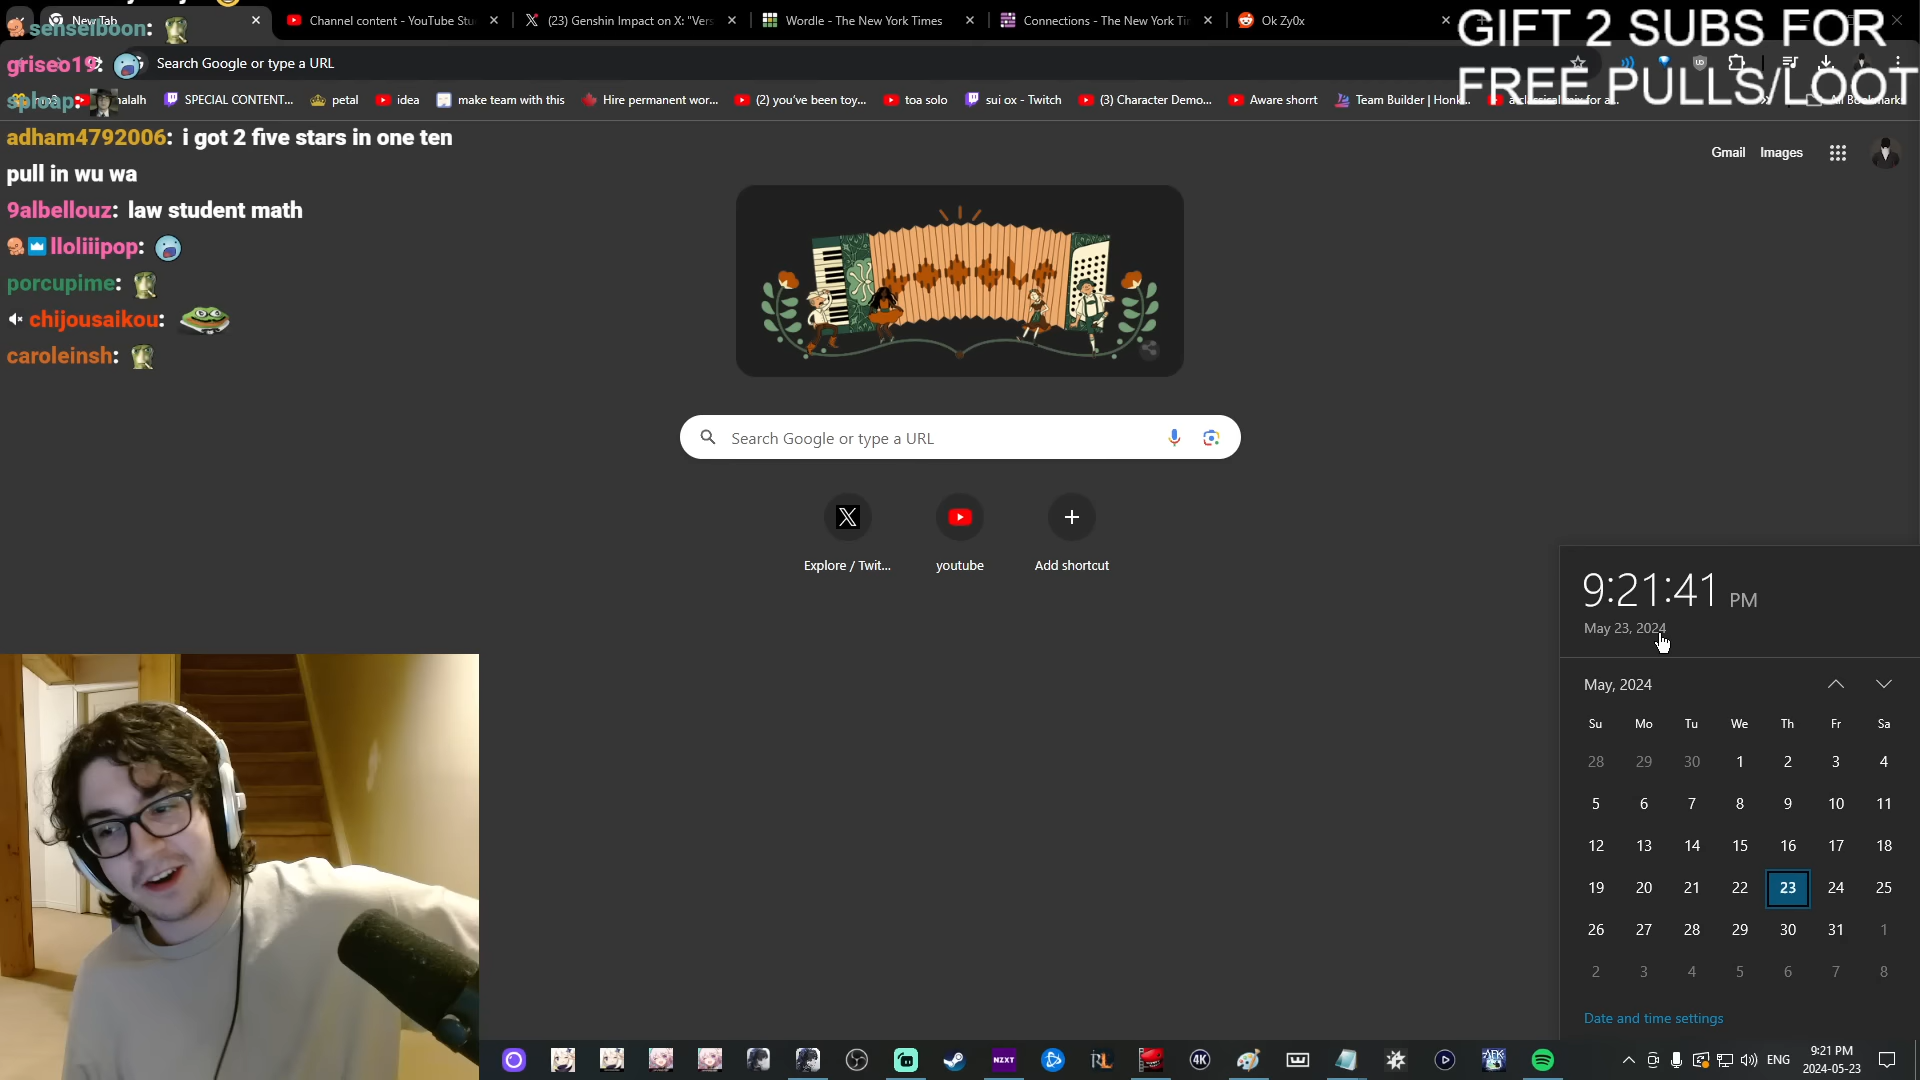 New Tab
Channel content - YouTube Stu
(23) Genshin Impact on X: "Vers
Wordle - The New York Times
Connections - The New York Ti
Ok Zy0x
GIFT 2 SUBS FOR
FREE PULLS/LOOT
senseiboon:
griseo19:
Search Google or type a URL
sploap:
SPECIAL CONTENT...
petal
idea
make team with this
Hire permanent wor...
(2) you've been toy...
toa solo
sui ox - Twitch
(3) Character Demo...
Aware shorrt
Team Builder | Honk...
All Bookmarks
adham4792006: i got 2 five stars in one ten
pull in wu wa
9albellouz: law student math
lloliiipop:
porcupime:
chijousaikou:
caroleinsh:
Gmail
Images
Search Google or type a URL
Explore / Twit...
youtube
Add shortcut
9:21:41 PM
May 23, 2024
May, 2024
Su Mo Tu We Th Fr Sa
28 29 30 1 2 3 4
5 6 7 8 9 10 11
12 13 14 15 16 17 18
19 20 21 22 23 24 25
26 27 28 29 30 31 1
2 3 4 5 6 7 8
Date and time settings
NZXT
4K
ENG
9:21 PM
2024-05-23